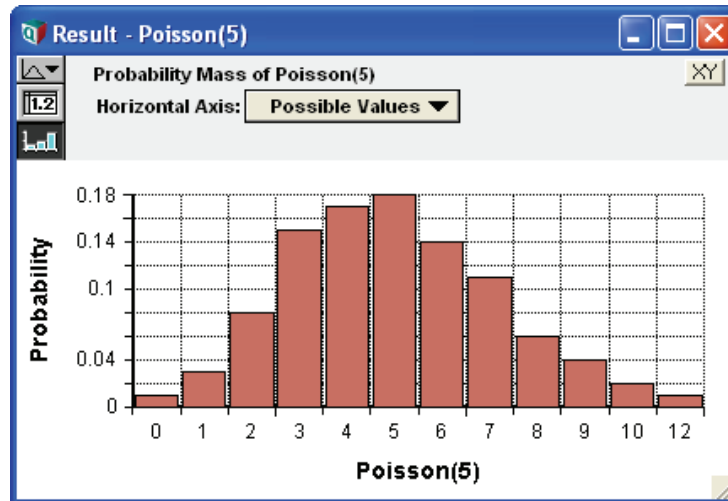 Result - Poisson(5)
Probability Mass of Poisson(5)
XY
1.2
Horizontal Axis: Possible Values
0.18
0.14
0.1
0.04
0
Probability
0 1 2 3 4 5 6 7 8 9 10 12
Poisson(5)